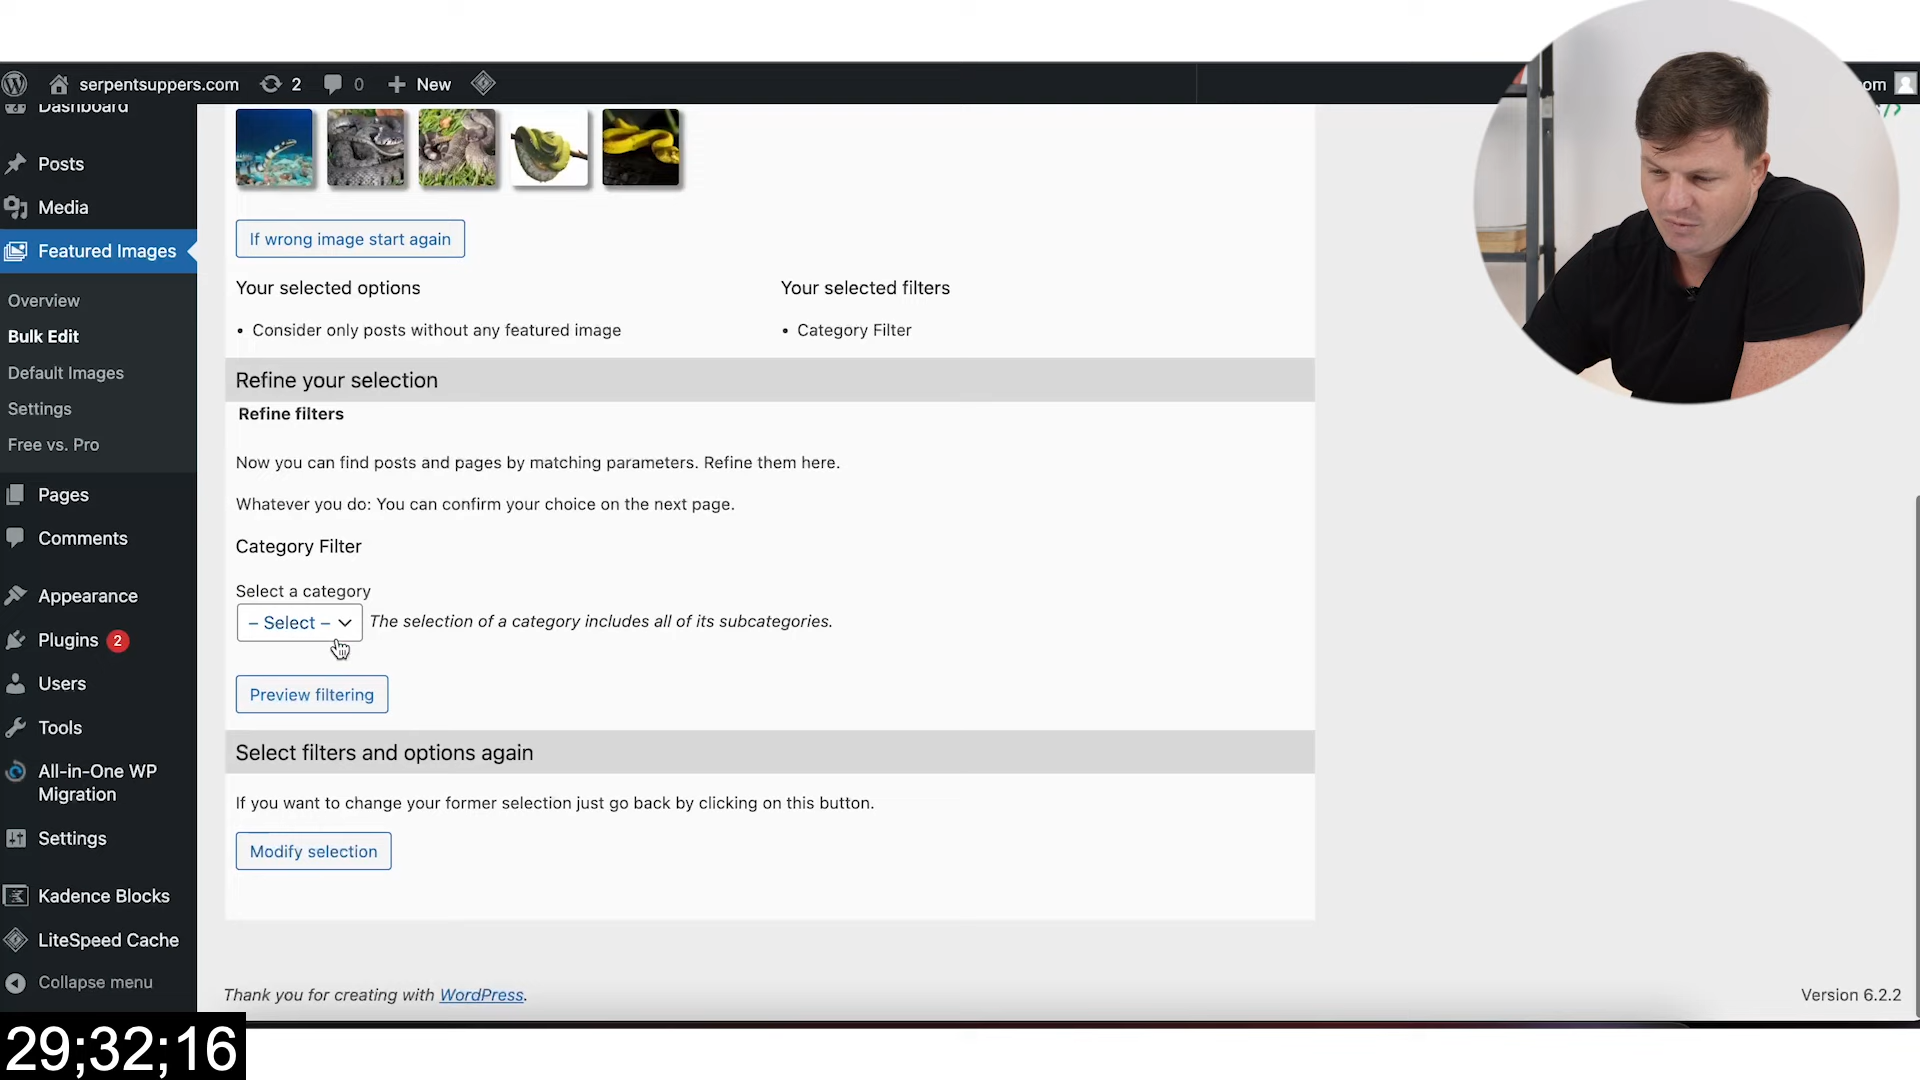 serpentsuppers.com
2
0
New
om
Dashboard
Posts
Media
Featured Images
Overview
Bulk Edit
Default Images
Settings
Free vs. Pro
Pages
Comments
Appearance
Plugins 2
Users
Tools
All-in-One WP
Migration
Settings
Kadence Blocks
LiteSpeed Cache
Collapse menu
If wrong image start again
Your selected options
Your selected filters
• Consider only posts without any featured image
• Category Filter
Refine your selection
Refine filters
Now you can find posts and pages by matching parameters. Refine them here.
Whatever you do: You can confirm your choice on the next page.
Category Filter
Select a category
– Select –
The selection of a category includes all of its subcategories.
Preview filtering
Select filters and options again
If you want to change your former selection just go back by clicking on this button.
Modify selection
Thank you for creating with WordPress.
Version 6.2.2
29;32;16